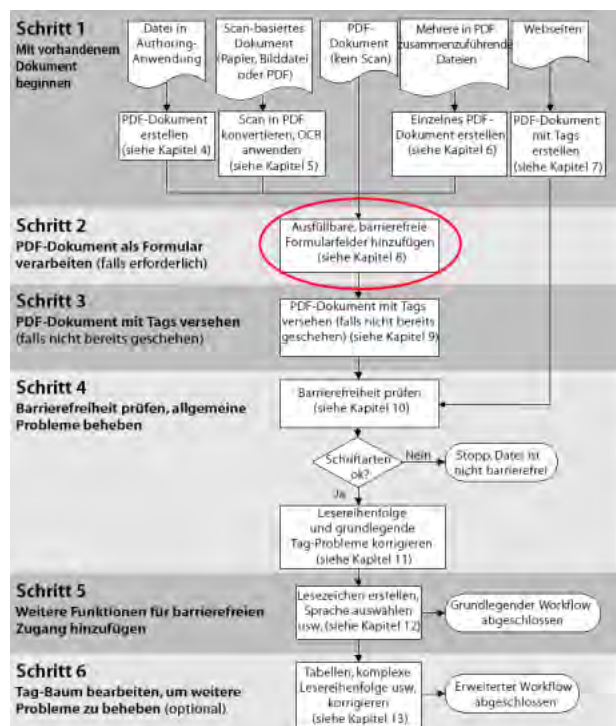 Schritt 1
Mit vorhandenem
Dokument
beginnen
Datei in
Authoring-
Anwendung
Scan-basiertes
Dokument
(Papier, Bilddatei
oder PDF)
PDF-
Dokument
(kein Scan)
Mehrere in PDF
zusammenzuführende
Dateien
Webseiten
PDF-Dokument
erstellen
(siehe Kapitel 4)
Scan in PDF
konvertieren, OCR
anwenden
(siehe Kapitel 5)
Einzelnes PDF-
Dokument erstellen
(siehe Kapitel 6)
PDF-Dokument
mit Tags
erstellen
(siehe Kapitel 7)
Schritt 2
PDF-Dokument als Formular
verarbeiten (falls erforderlich)
Ausfüllbare, barrierefreie
Formularfelder hinzufügen
(siehe Kapitel 8)
Schritt 3
PDF-Dokument mit Tags versehen
(falls nicht bereits geschehen)
PDF-Dokument mit Tags
versehen (falls nicht bereits
geschehen) (siehe Kapitel 9)
Schritt 4
Barrierefreiheit prüfen, allgemeine
Probleme beheben
Barrierefreiheit prüfen
(siehe Kapitel 10)
Schriftarten
ok?
Nein
Stopp, Datei ist
nicht barrierefrei
Ja
Lesereihenfolge
und grundlegende
Tag-Probleme korrigieren
(siehe Kapitel 11)
Schritt 5
Weitere Funktionen für barrierefreien
Zugang hinzufügen
Lesezeichen erstellen,
Sprache auswählen
usw. (siehe Kapitel 12)
Grundlegender Workflow
abgeschlossen
Schritt 6
Tag-Baum bearbeiten, um weitere
Probleme zu beheben (optional)
Tabellen, komplexe
Lesereihenfolge usw.
korrigieren
(siehe Kapitel 13)
Erweiterter Workflow
abgeschlossen